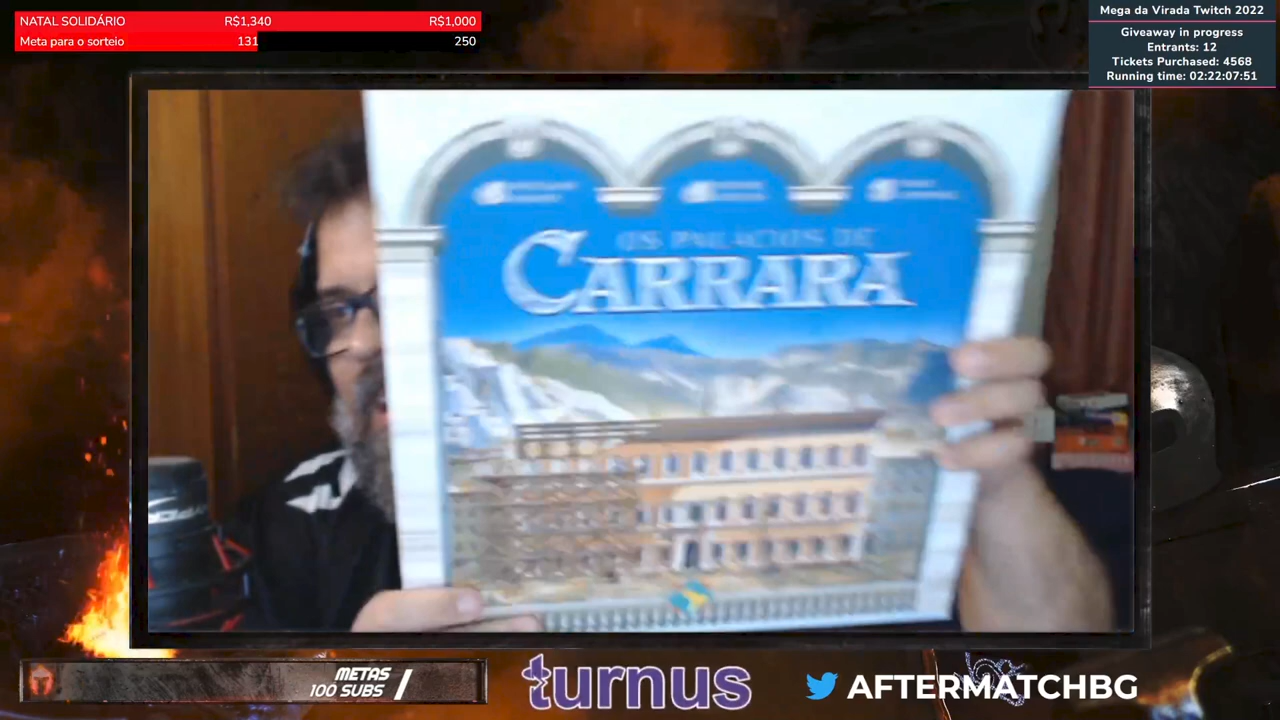 NATAL SOLIDÁRIO R$1,340 R$1,000
Meta para o sorteio 131 250
Mega da Virada Twitch 2022
Giveaway in progress
Entrants: 12
Tickets Purchased: 4568
Running time: 02:22:07:51
OS PALÁCIOS DE
CARRARA
METAS
100 SUBS /
turnus
AFTERMATCHBG